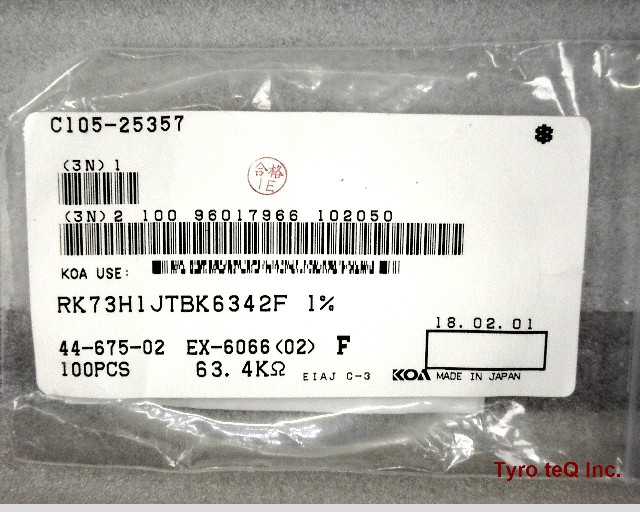 C105-25357
(3N) 1
合格
1E
(3N) 2 100 96017966 102050
KOA USE:
RK73H1JTBK6342F 1%
18.02.01
44-675-02 EX-6066(02) F
100PCS 63.4KΩ EIAJ C-3 KOA MADE IN JAPAN
Tyro teQ Inc.